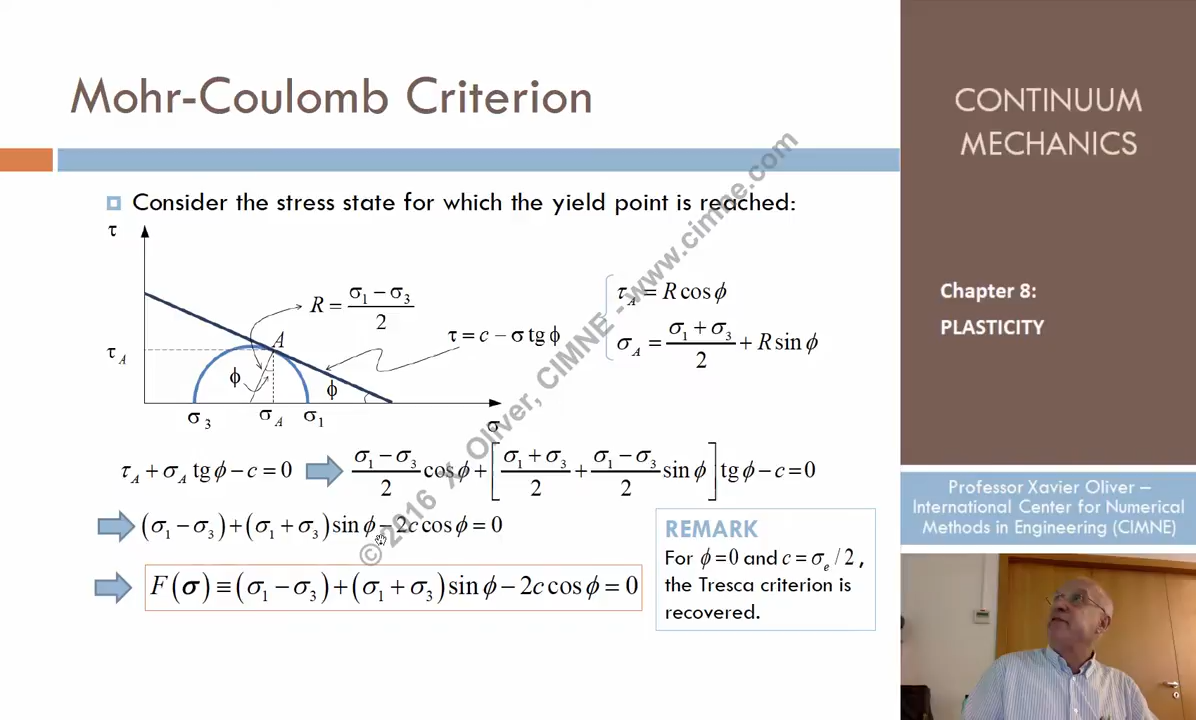 Mohr-Coulomb Criterion
Consider the stress state for which the yield point is reached:
τ
R = (σ₁ − σ₃)/2
A
τ = c − σ tg ϕ
τ_A
ϕ
ϕ
σ₃ σ_A σ₁
σ
τ_A = R cos ϕ
σ_A = (σ₁ + σ₃)/2 + R sin ϕ
τ_A + σ_A tg ϕ − c = 0 (σ₁ − σ₃)/2 cos ϕ + [(σ₁ + σ₃)/2 + (σ₁ − σ₃)/2 sin ϕ] tg ϕ − c = 0
(σ₁ − σ₃) + (σ₁ + σ₃) sin ϕ − 2c cos ϕ = 0
F(σ) ≡ (σ₁ − σ₃) + (σ₁ + σ₃) sin ϕ − 2c cos ϕ = 0
REMARK
For ϕ = 0 and c = σₑ / 2 ,
the Tresca criterion is
recovered.
© 2016 X. Oliver, CIMNE - www.cimne.com
CONTINUUM
MECHANICS
Chapter 8:
PLASTICITY
Professor Xavier Oliver –
International Center for Numerical
Methods in Engineering (CIMNE)